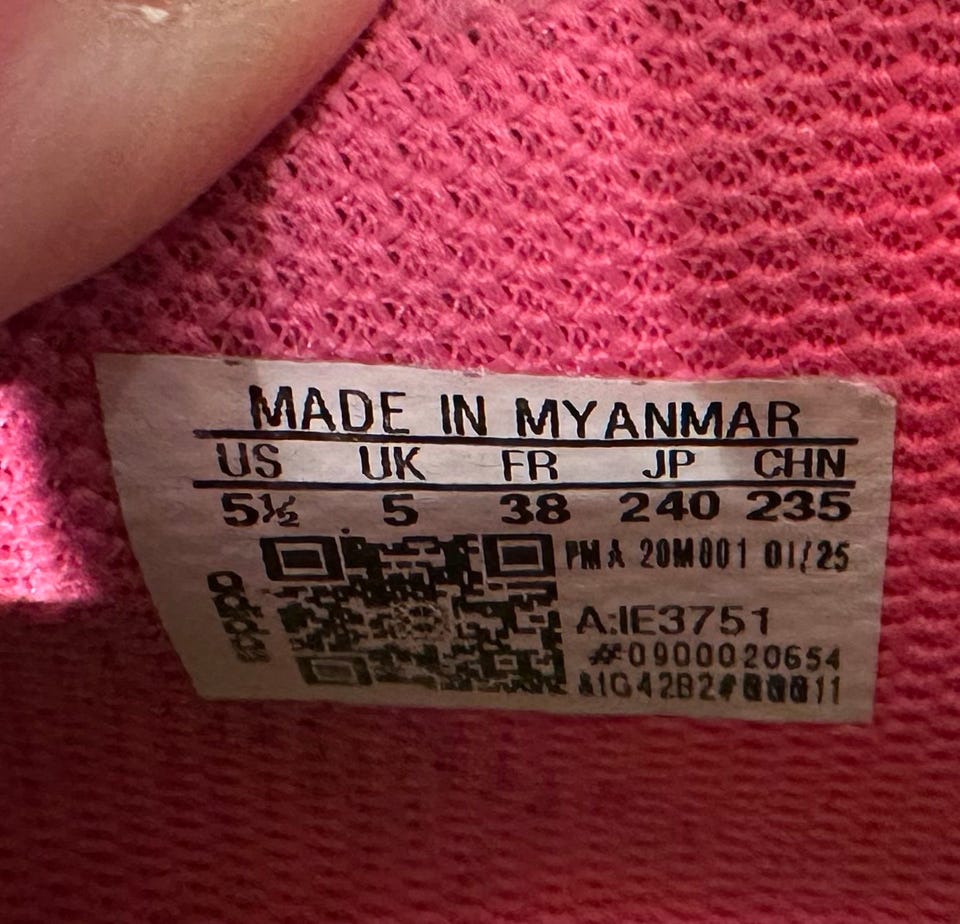 MADE IN MYANMAR
US UK FR JP CHN
5½ 5 38 240 235
PMA 20M001 01/25
A:IE3751
#0900020654